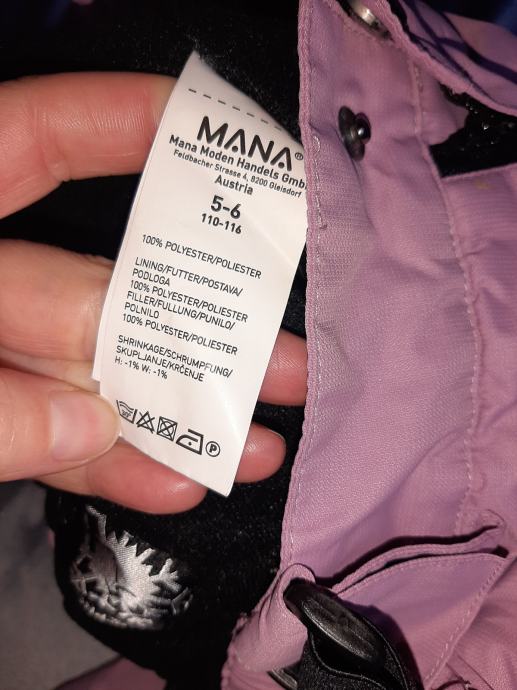 MANA®
Mana Moden Handels GmbH
Feldbacher Strasse 4, 8200 Gleisdorf
Austria
5-6
110-116
100% POLYESTER/POLIESTER
LINING/FUTTER/POSTAVA/
PODLOGA
100% POLYESTER/POLIESTER
FILLER/FULLUNG/PUNILO/
POLNILO
100% POLYESTER/POLIESTER
SHRINKAGE/SCHRUMPFUNG/
SKUPLJANJE/KRČENJE
H: -1% W: -1%
P